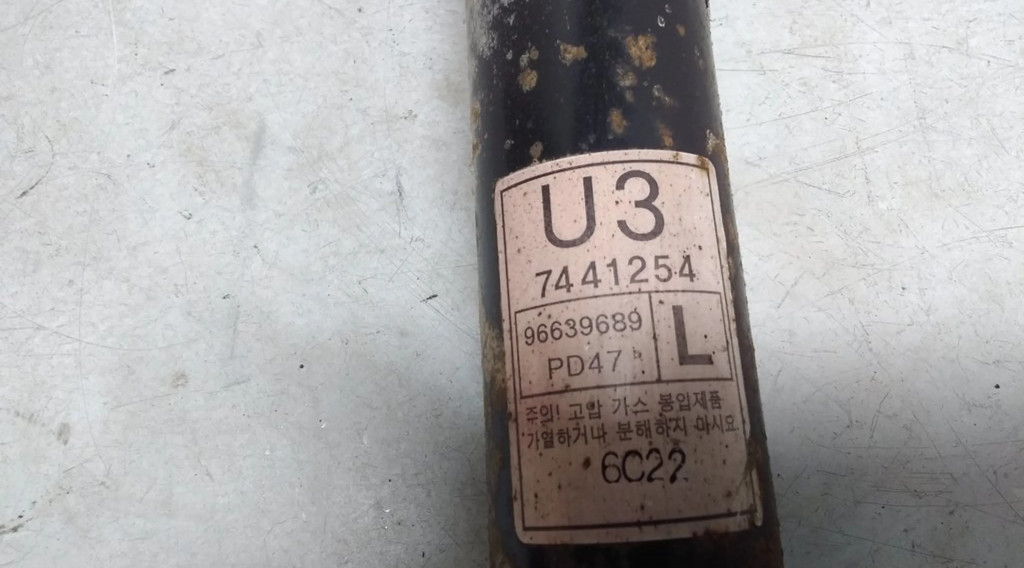 U3
7441254
96639689
L
PD47
주의! 고압 가스 봉입제품
가열하거나 분해하지 마시요
6C22